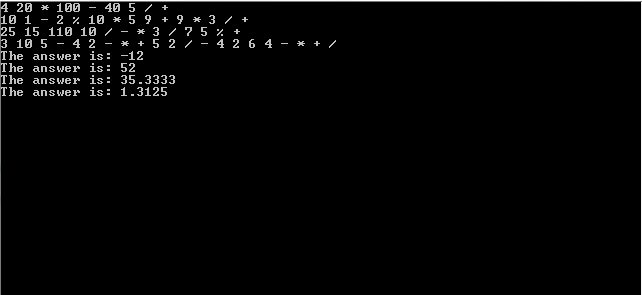 4 20 * 100 - 40 5 / +
10 1 - 2 % 10 * 5 9 + 9 * 3 / +
25 15 110 10 / - * 3 / 7 5 % +
3 10 5 - 4 2 - * + 5 2 / - 4 2 6 4 - * + /
The answer is: -12
The answer is: 52
The answer is: 35.3333
The answer is: 1.3125